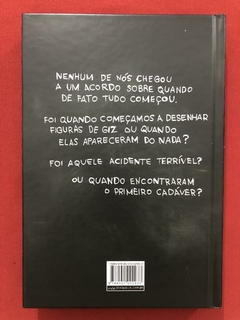 NENHUM DE NÓS CHEGOU
A UM ACORDO SOBRE QUANDO
DE FATO TUDO COMEÇOU.
FOI QUANDO COMEÇAMOS A DESENHAR
FIGURAS DE GIZ OU QUANDO
ELAS APARECERAM DO NADA?
FOI AQUELE ACIDENTE TERRÍVEL?
OU QUANDO ENCONTRARAM
O PRIMEIRO CADÁVER?